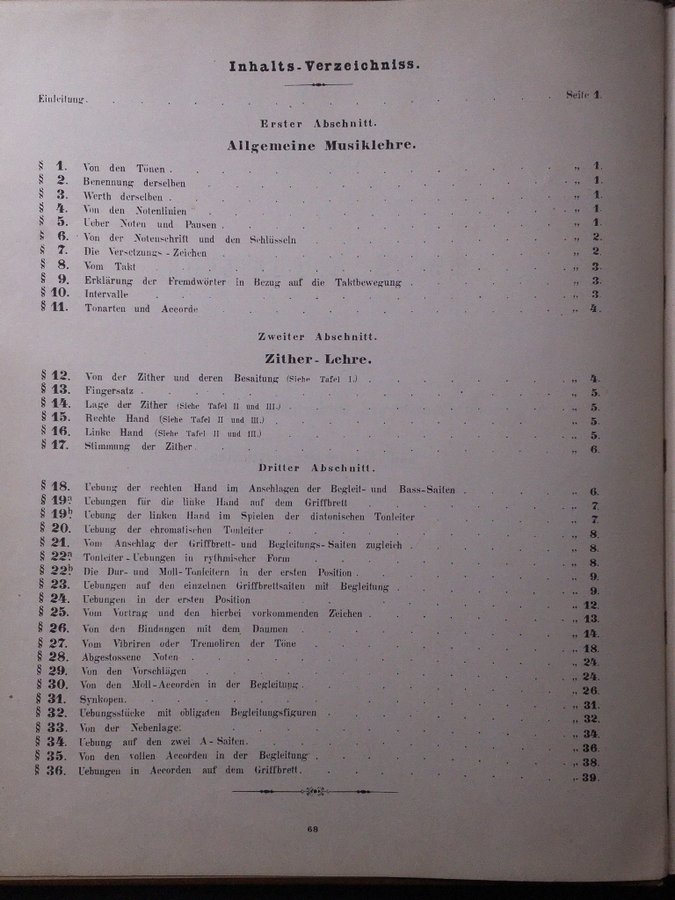 Inhalts-Verzeichniss.
Einleitung. Seite 1.
Erster Abschnitt.
Allgemeine Musiklehre.
§ 1. Von den Tönen. „ 1.
§ 2. Benennung derselben „ 1.
§ 3. Werth derselben. „ 1.
§ 4. Von den Notenlinien „ 1.
§ 5. Ueber Noten und Pausen. „ 1.
§ 6. Von der Notenschrift und den Schlüsseln „ 2.
§ 7. Die Versetzungs-Zeichen „ 2.
§ 8. Vom Takt „ 3.
§ 9. Erklärung der Fremdwörter in Bezug auf die Taktbewegung „ 3.
§ 10. Intervalle „ 3.
§ 11. Tonarten und Accorde „ 4.
Zweiter Abschnitt.
Zither-Lehre.
§ 12. Von der Zither und deren Besaitung (Siehe Tafel I.) „ 4.
§ 13. Fingersatz „ 5.
§ 14. Lage der Zither (Siehe Tafel II und III.) „ 5.
§ 15. Rechte Hand (Siehe Tafel II und III.) „ 5.
§ 16. Linke Hand (Siehe Tafel II und III.) „ 5.
§ 17. Stimmung der Zither. „ 6.
Dritter Abschnitt.
§ 18. Uebung der rechten Hand im Anschlagen der Begleit- und Bass-Saiten „ 6.
§ 19a Uebungen für die linke Hand auf dem Griffbrett „ 7.
§ 19b Uebung der linken Hand im Spielen der diatonischen Tonleiter „ 7.
§ 20. Uebung der chromatischen Tonleiter „ 8.
§ 21. Vom Anschlag der Griffbrett- und Begleitungs-Saiten zugleich „ 8.
§ 22a Tonleiter-Uebungen in rythmischer Form „ 8.
§ 22b Die Dur- und Moll-Tonleitern in der ersten Position „ 9.
§ 23. Uebungen auf den einzelnen Griffbrettsaiten mit Begleitung „ 9.
§ 24. Uebungen in der ersten Position „ 12.
§ 25. Vom Vortrag und den hierbei vorkommenden Zeichen „ 13.
§ 26. Von den Bindungen mit dem Daumen „ 14.
§ 27. Vom Vibriren oder Tremoliren der Töne „ 18.
§ 28. Abgestossene Noten „ 24.
§ 29. Von den Vorschlägen „ 24.
§ 30. Von den Moll-Accorden in der Begleitung. „ 26.
§ 31. Synkopen. „ 31.
§ 32. Uebungsstücke mit obligaten Begleitungsfiguren „ 32.
§ 33. Von der Nebenlage. „ 34.
§ 34. Uebung auf den zwei A-Saiten. „ 36.
§ 35. Von den vollen Accorden in der Begleitung „ 38.
§ 36. Uebungen in Accorden auf dem Griffbrett. „ 39.
68